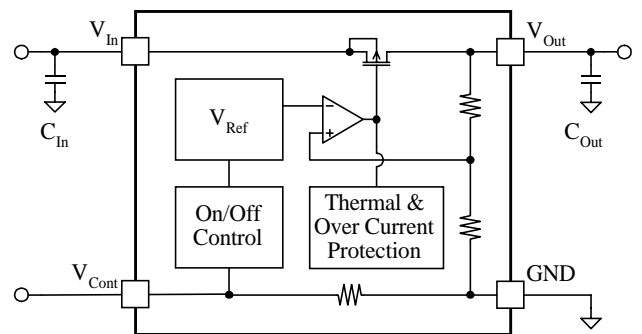 V_In
V_Out
C_In
V_Ref
−
+
C_Out
On/Off
Control
Thermal &
Over Current
Protection
V_Cont
GND